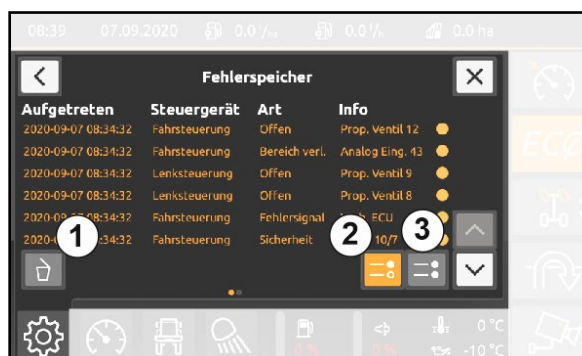 08:39 07.09.2020 0.0 l/ha 0.0 l/h 0.0 ha
Fehlerspeicher
Aufgetreten Steuergerät Art Info
2020-09-07 08:34:32 Fahrsteuerung Offen Prop. Ventil 12
2020-09-07 08:34:32 Fahrsteuerung Bereich verl. Analog Eing. 43
2020-09-07 08:34:32 Lenksteuerung Offen Prop. Ventil 9
2020-09-07 08:34:32 Lenksteuerung Offen Prop. Ventil 8
:34:32 Fahrsteuerung Fehlersignal ECU
:34:32 Fahrsteuerung Sicherheit 10/7
1 2 3
ECO
0 % 0 % 0 °C
-10 °C